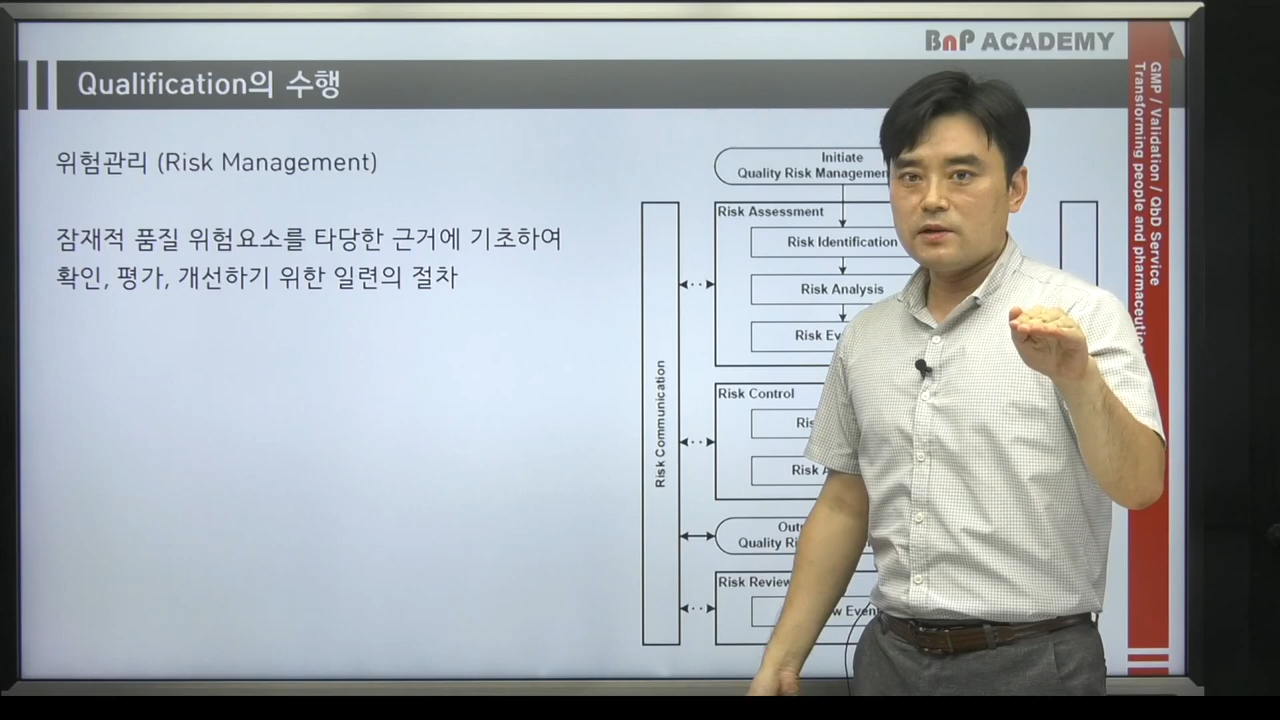 BnP ACADEMY
Qualification의 수행
GMP / Validation / QbD Service
Transforming people and
위험관리 (Risk Management)
잠재적 품질 위험요소를 타당한 근거에 기초하여
확인, 평가, 개선하기 위한 일련의 절차
Initiate
Quality Risk
Risk Assessment
Risk Identification
Risk Analysis
Risk
Risk Control
Risk
Risk Communication
Quality
Risk Review